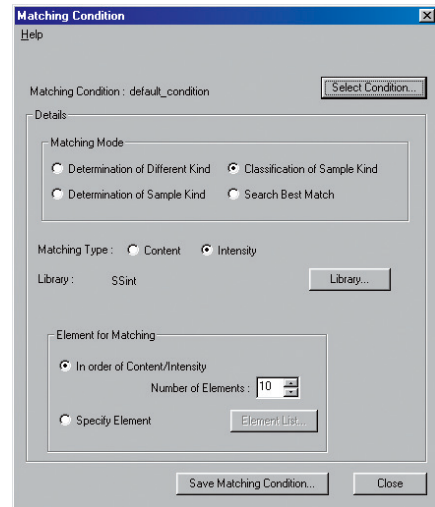 Matching Condition
Help
Matching Condition : default_condition
Select Condition...
Details
Matching Mode
Determination of Different Kind
Classification of Sample Kind
Determination of Sample Kind
Search Best Match
Matching Type : Content Intensity
Library : SSint Library...
Element for Matching
In order of Content/Intensity
Number of Elements : 10
Specify Element Element List...
Save Matching Condition... Close